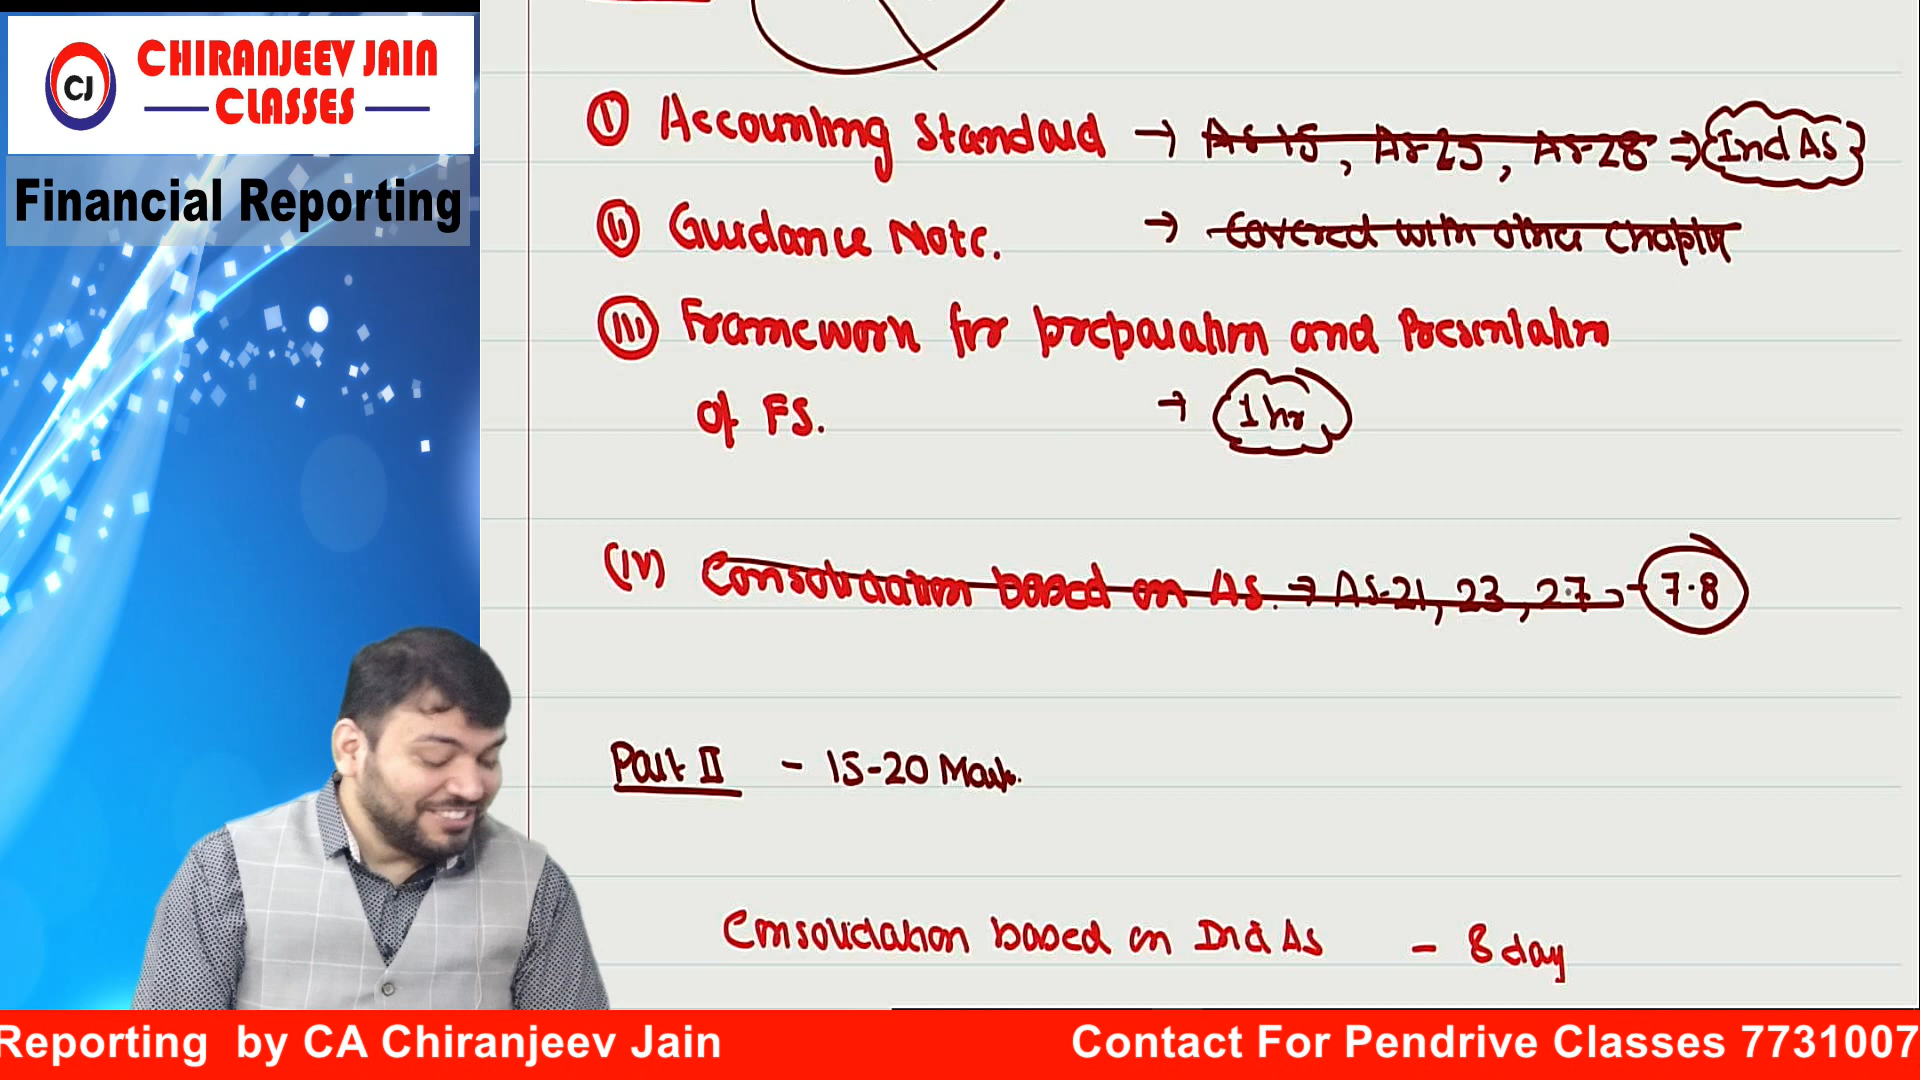 CHIRANJEEV JAIN
CJ
CLASSES
Financial Reporting
(i) Accounting Standard → AS 15, AS-25, AS-28 ⇒ {Ind AS}
(ii) Guidance Note. → Covered with other Chapter
(iii) Framework for preparation and Presentation
of FS. → 1 hr
(iv) Consolidation based on AS. → AS-21, 23, 27 → 7.8
Part II - 15-20 Mark.
Consolidation based on Ind AS - 8 day
Reporting by CA Chiranjeev Jain Contact For Pendrive Classes 7731007